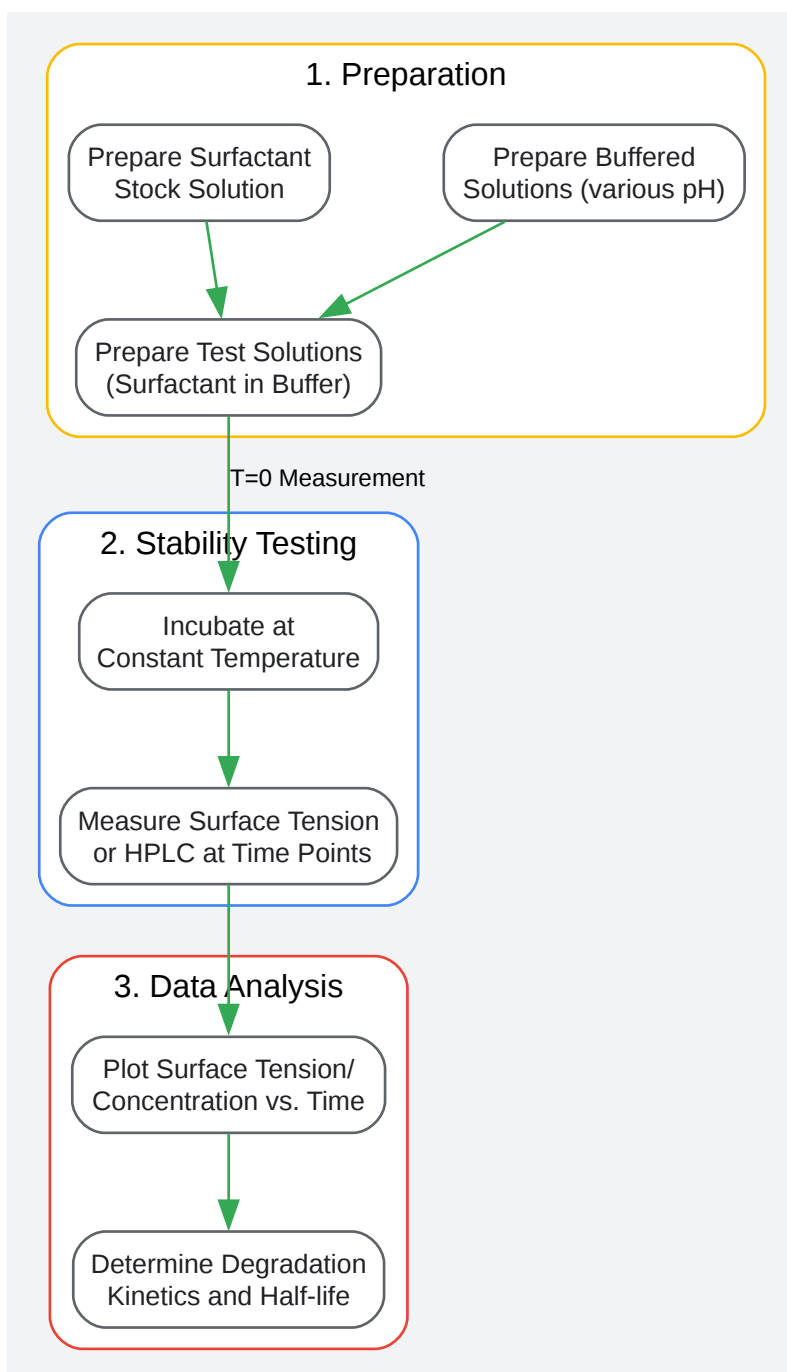 1. Preparation
Prepare Surfactant
Stock Solution
Prepare Buffered
Solutions (various pH)
Prepare Test Solutions
(Surfactant in Buffer)
T=0 Measurement
2. Stability Testing
Incubate at
Constant Temperature
Measure Surface Tension
or HPLC at Time Points
3. Data Analysis
Plot Surface Tension/
Concentration vs. Time
Determine Degradation
Kinetics and Half-life